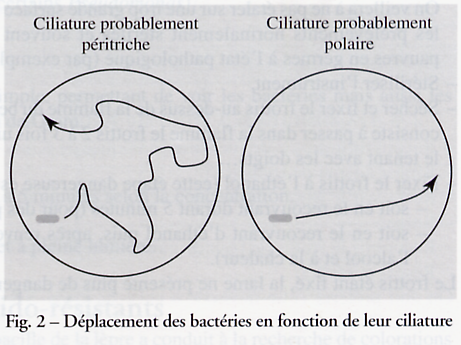 Ciliature probablement
péritriche
Ciliature probablement
polaire
Fig. 2 – Déplacement des bactéries en fonction de leur ciliature